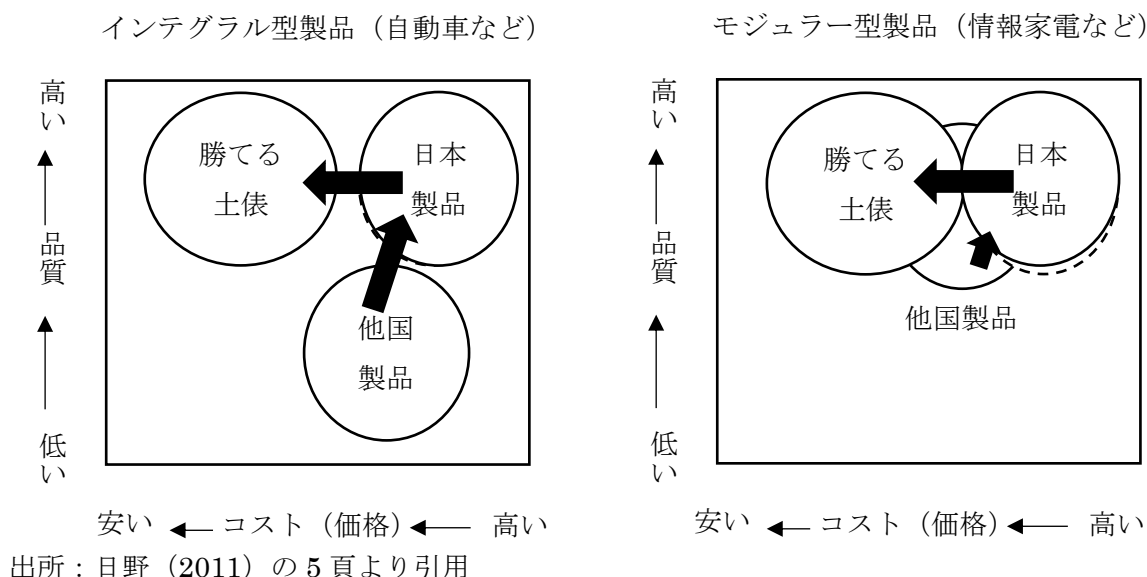 インテグラル型製品（自動車など）
高い
品質
低い
勝てる
土俵
日本
製品
他国
製品
安い
コスト（価格）
高い
モジュラー型製品（情報家電など）
高い
品質
低い
勝てる
土俵
日本
製品
他国製品
安い
コスト（価格）
高い
出所：日野（2011）の 5 頁より引用